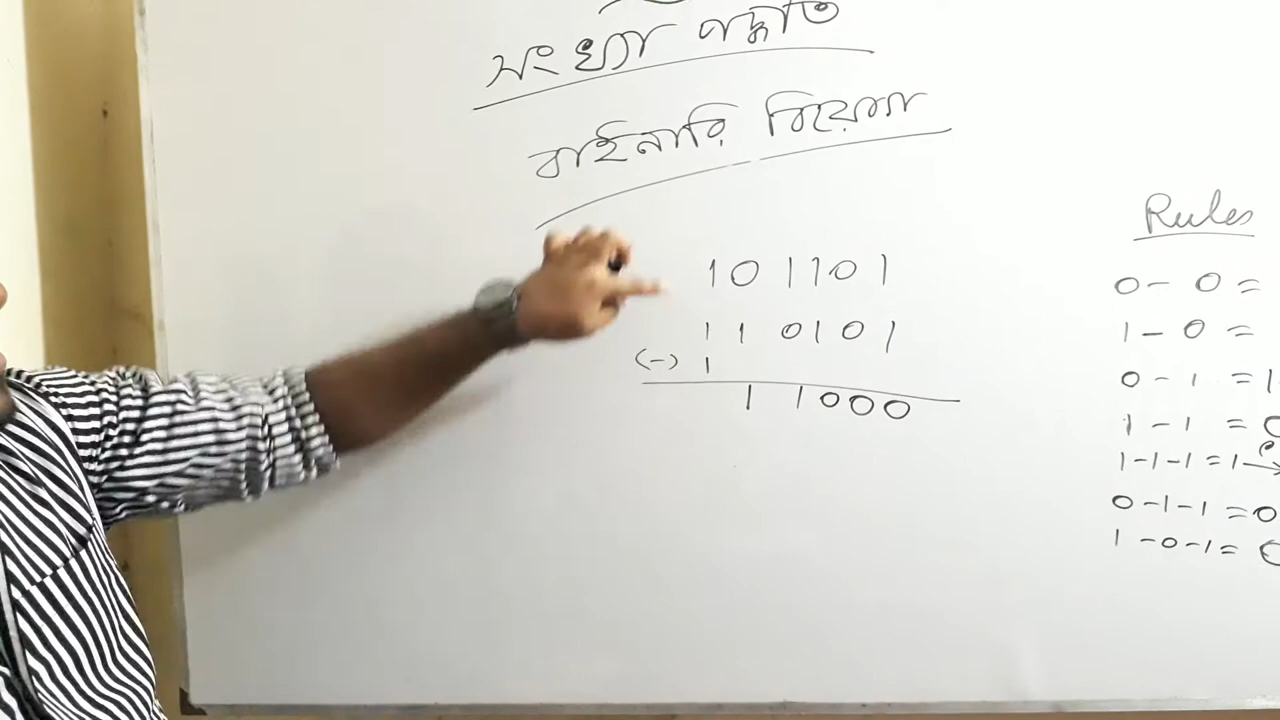 সংখ্যা পদ্ধতি
বাইনারি বিয়োগ
101101
110101
(-) 1
11000
Rules
0 - 0 =
1 - 0 =
0 - 1 = 1
1 - 1 = 0
1-1-1 = 1 →
0-1-1 = 0
1-0-1 = 0